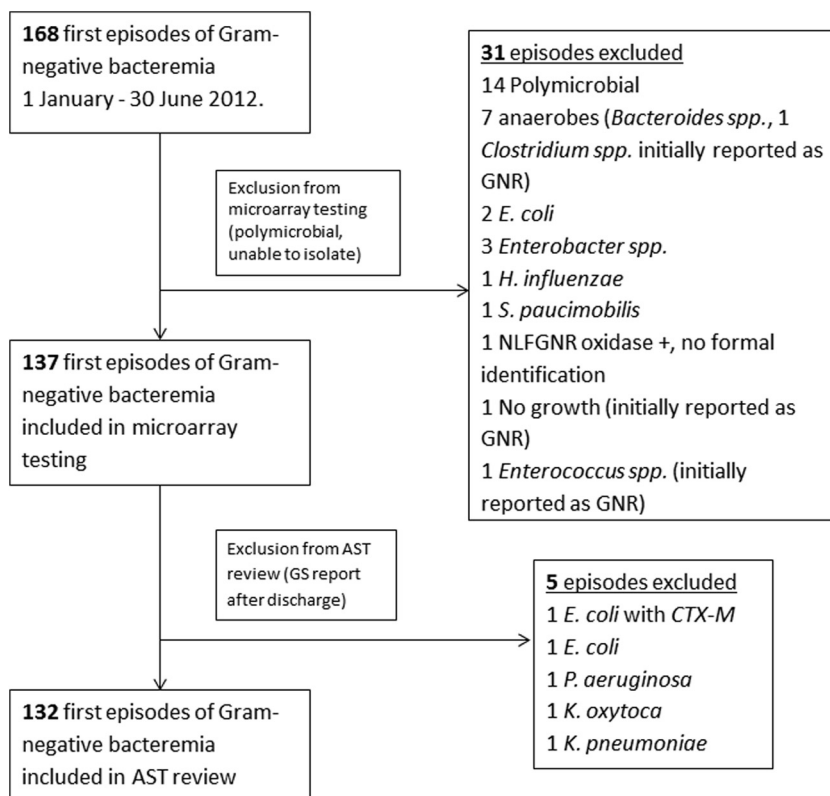 168 first episodes of Gram-
negative bacteremia
1 January - 30 June 2012.
31 episodes excluded
14 Polymicrobial
7 anaerobes (Bacteroides spp., 1
Clostridium spp. initially reported as
GNR)
2 E. coli
3 Enterobacter spp.
1 H. influenzae
1 S. paucimobilis
1 NLFGNR oxidase +, no formal
identification
1 No growth (initially reported as
GNR)
1 Enterococcus spp. (initially
reported as GNR)
Exclusion from
microarray testing
(polymicrobial,
unable to isolate)
137 first episodes of Gram-
negative bacteremia
included in microarray
testing
Exclusion from AST
review (GS report
after discharge)
5 episodes excluded
1 E. coli with CTX-M
1 E. coli
1 P. aeruginosa
1 K. oxytoca
1 K. pneumoniae
132 first episodes of Gram-
negative bacteremia
included in AST review